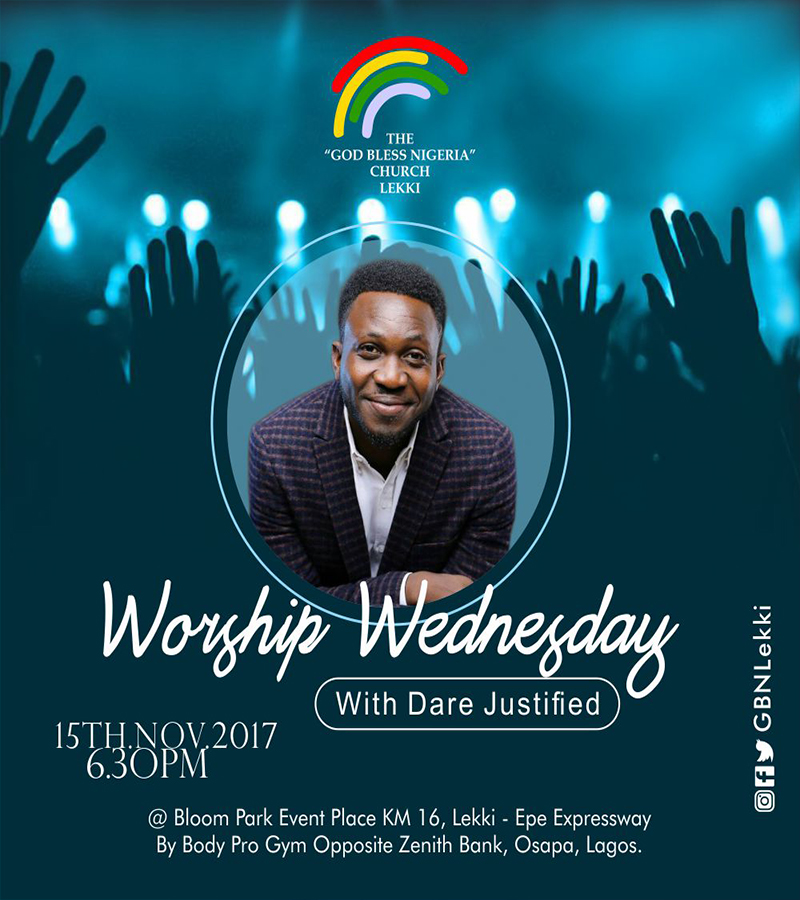 THE
“GOD BLESS NIGERIA”
CHURCH
LEKKI
Worship Wednesday
With Dare Justified
15TH.NOV.2017
6.30PM
GBNLekki
@ Bloom Park Event Place KM 16, Lekki - Epe Expressway
By Body Pro Gym Opposite Zenith Bank, Osapa, Lagos.